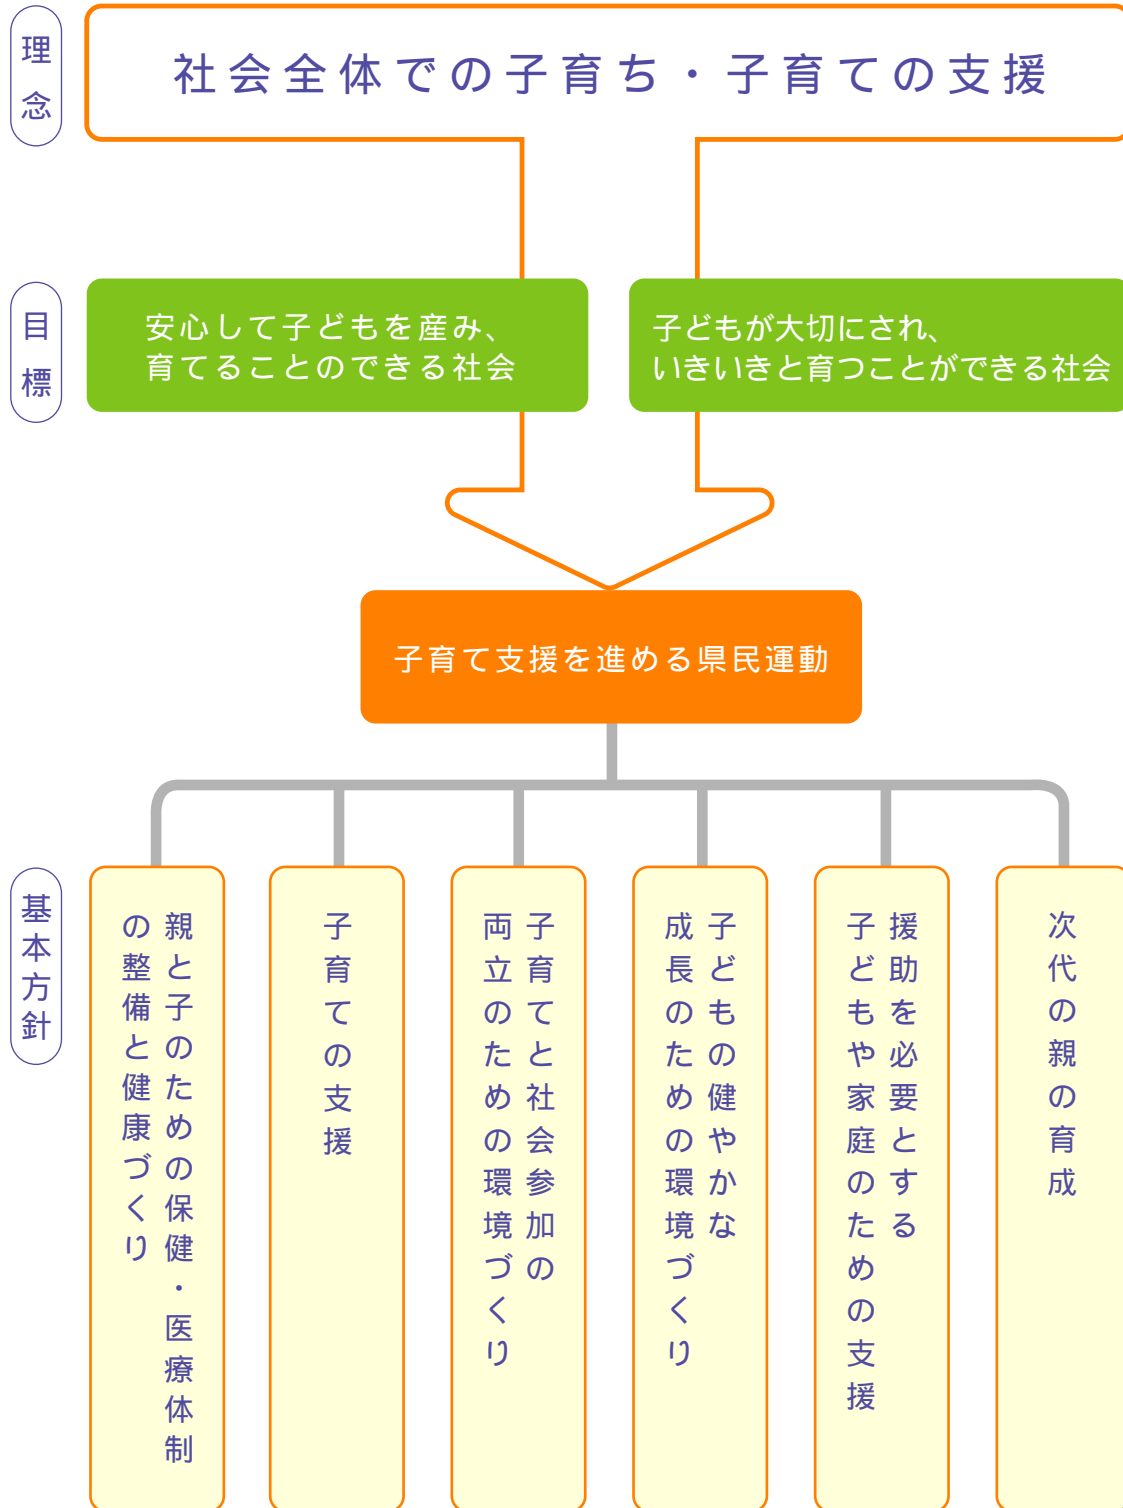 理念
社会全体での子育ち・子育ての支援
目標
安心して子どもを産み、
育てることのできる社会
子どもが大切にされ、
いきいきと育つことができる社会
子育て支援を進める県民運動
基本方針
親と子のための保健・医療体制
の整備と健康づくり
子育ての支援
子育てと社会参加の
両立のための環境づくり
子どもの健やかな
成長のための環境づくり
援助を必要とする
子どもや家庭のための支援
次代の親の育成